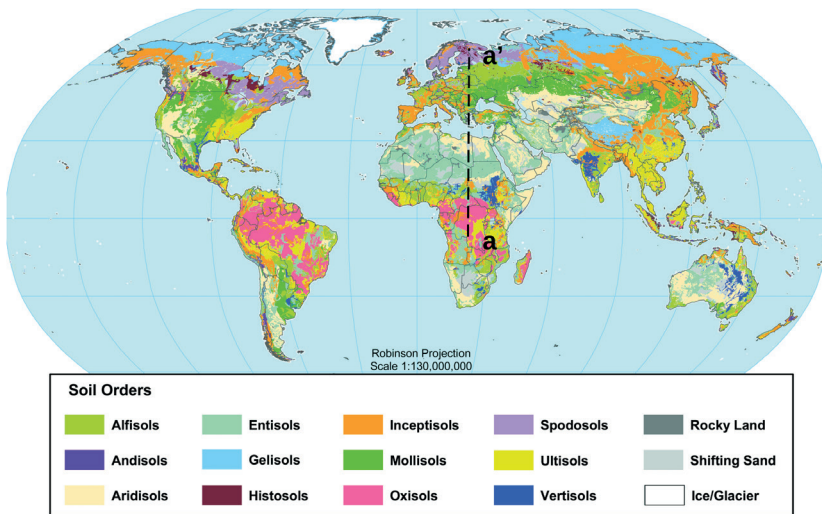 a'
a
Robinson Projection
Scale 1:130,000,000
Soil Orders
Alfisols
Entisols
Inceptisols
Spodosols
Rocky Land
Andisols
Gelisols
Mollisols
Ultisols
Shifting Sand
Aridisols
Histosols
Oxisols
Vertisols
Ice/Glacier